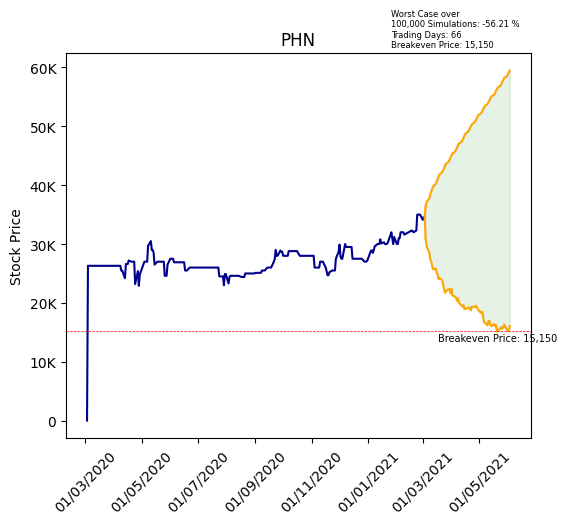 Worst Case over
100,000 Simulations: -56.21 %
Trading Days: 66
Breakeven Price: 15,150
PHN
Stock Price
60K
50K
40K
30K
20K
10K
0
Breakeven Price: 15,150
01/03/2020
01/05/2020
01/07/2020
01/09/2020
01/11/2020
01/01/2021
01/03/2021
01/05/2021